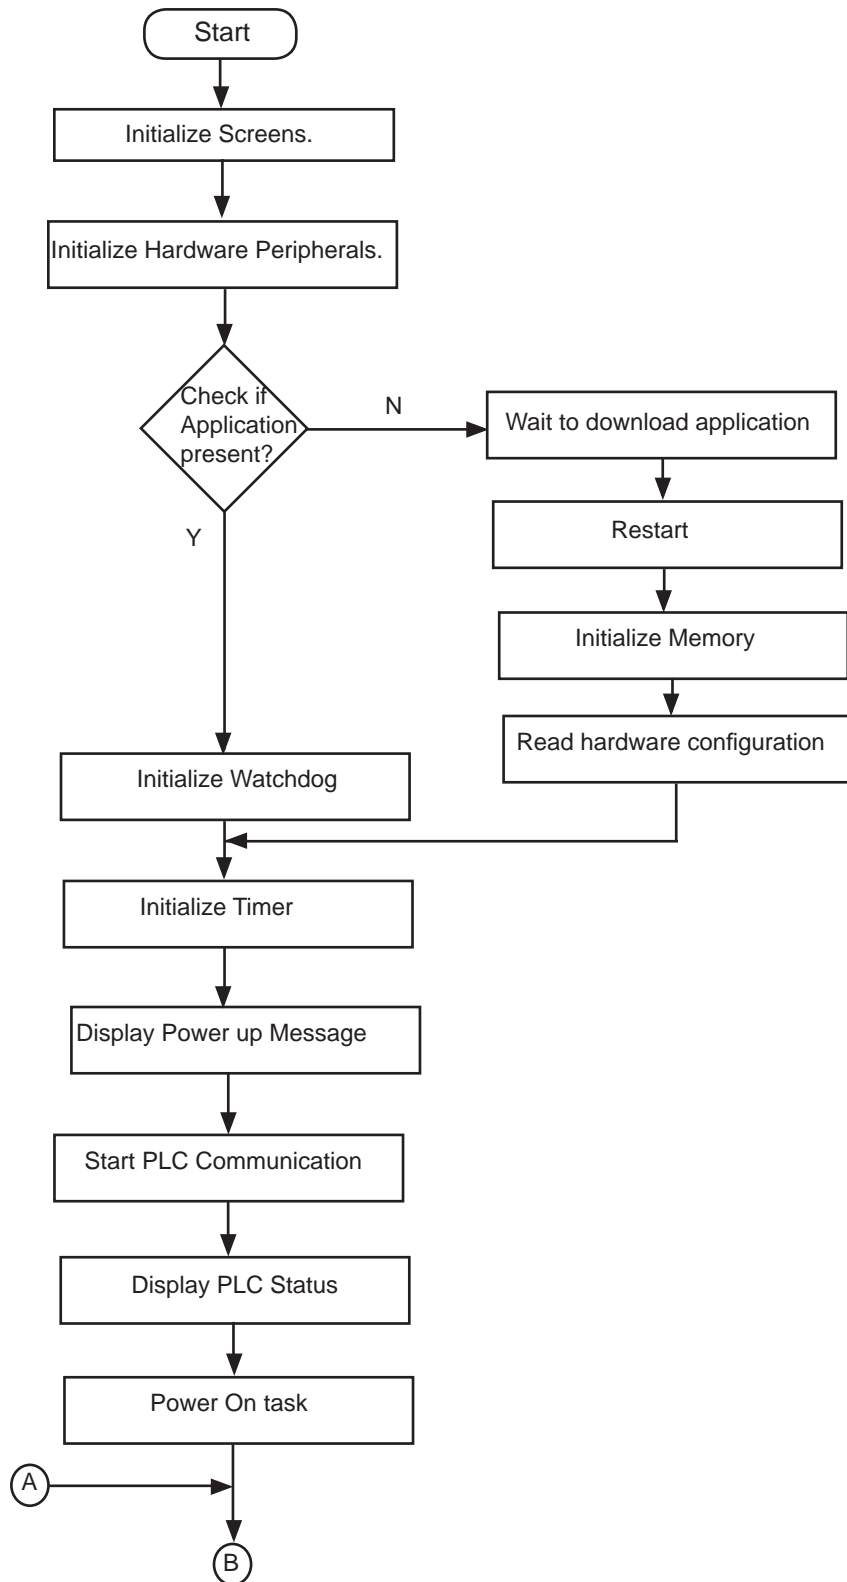 Start
Initialize Screens.
Initialize Hardware Peripherals.
Check if
Application
present?
N
Wait to download application
Restart
Initialize Memory
Read hardware configuration
Y
Initialize Watchdog
Initialize Timer
Display Power up Message
Start PLC Communication
Display PLC Status
Power On task
A
B